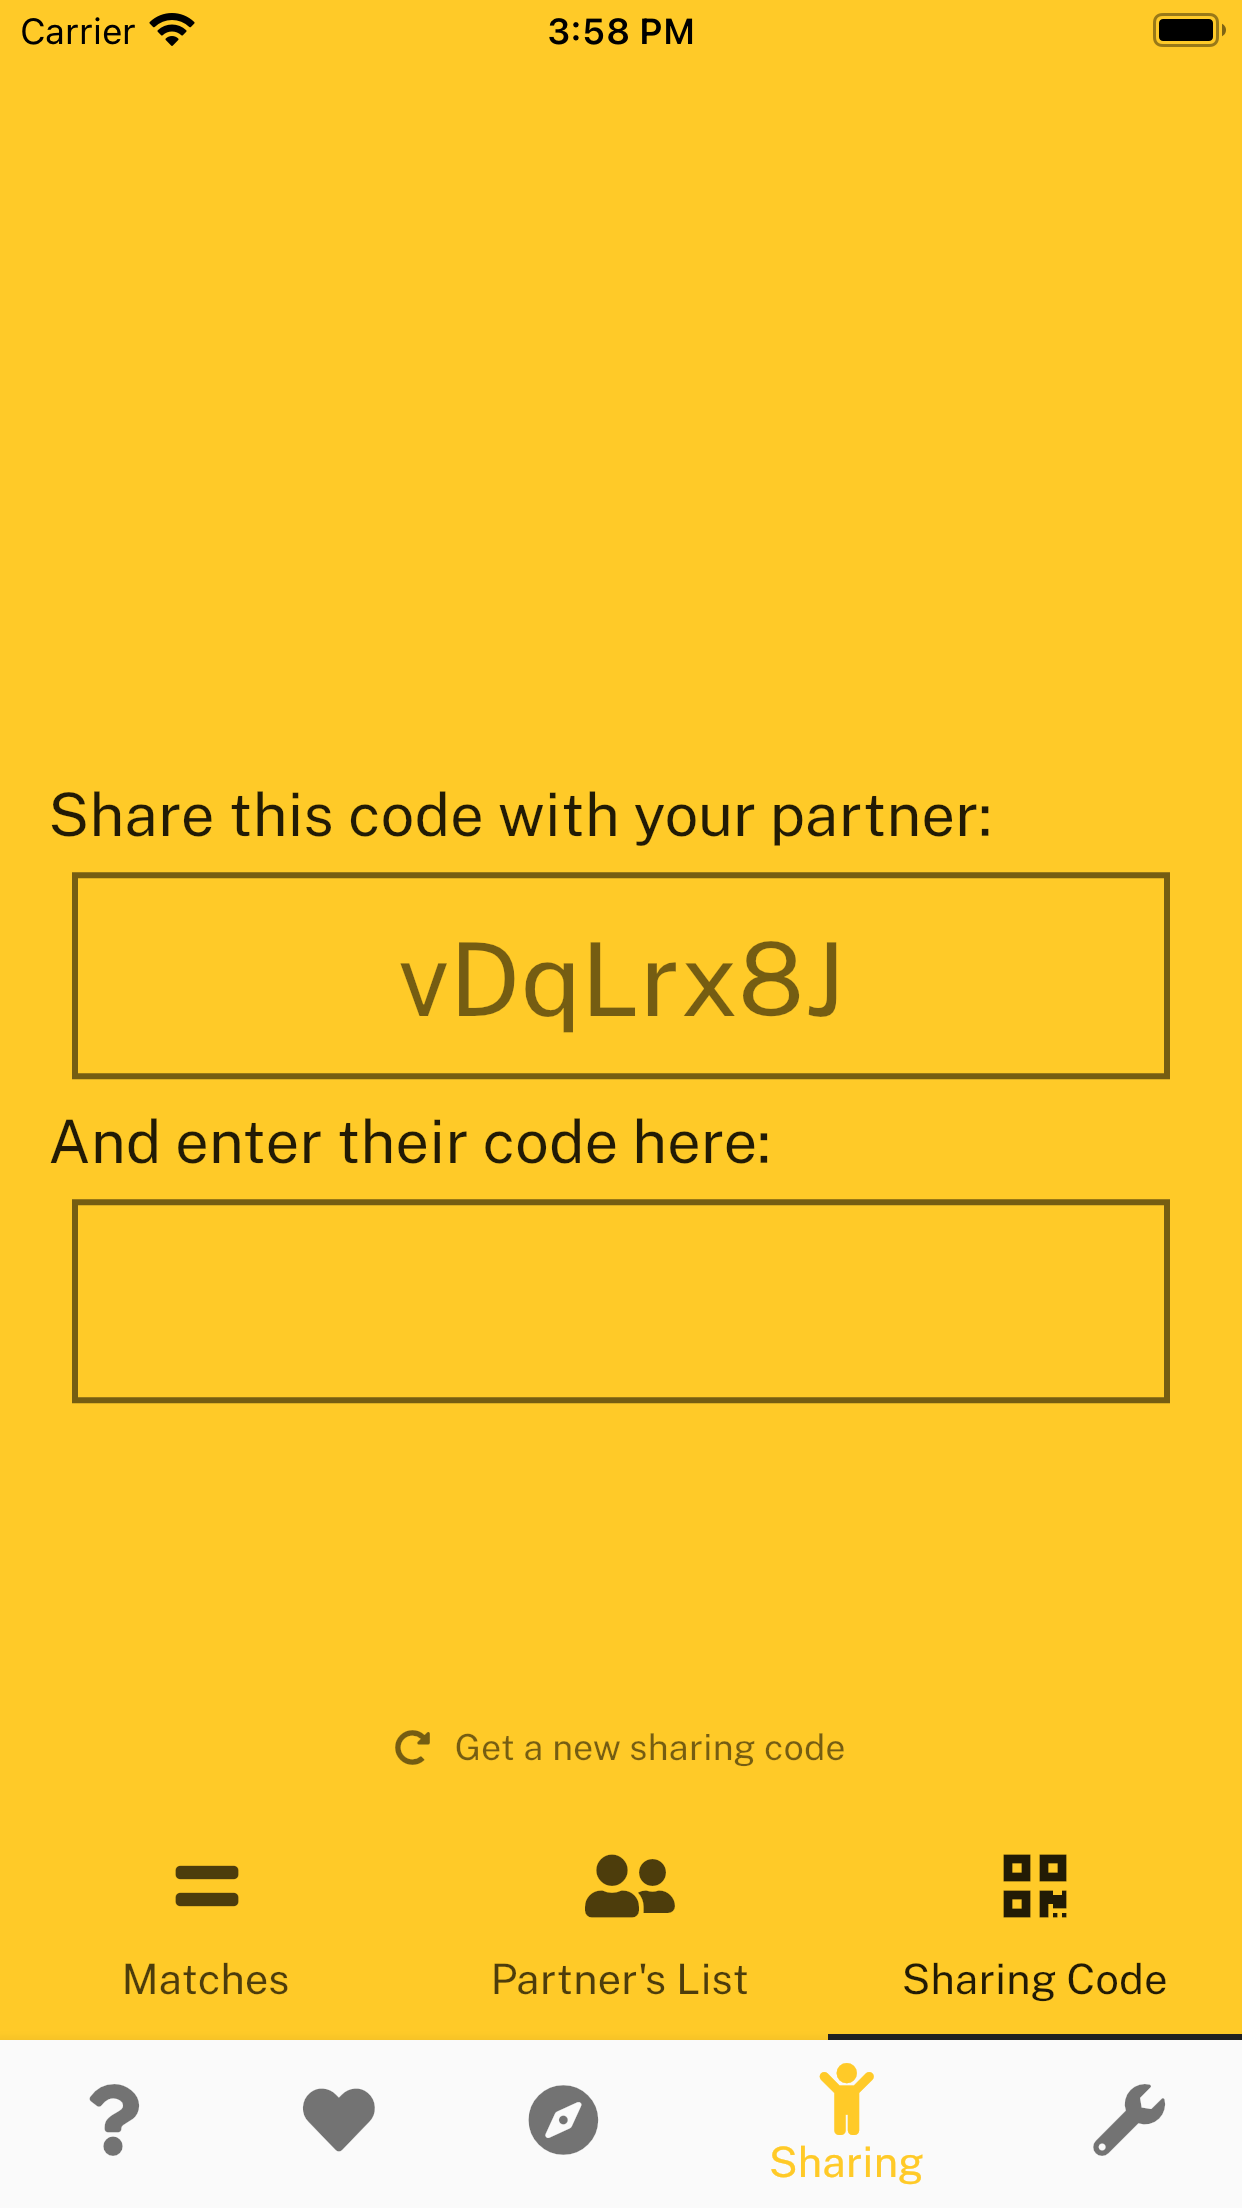 Carrier 3:58 PM
Share this code with your partner:
vDqLrx8J
And enter their code here:
Get a new sharing code
Matches Partner's List Sharing Code
Sharing